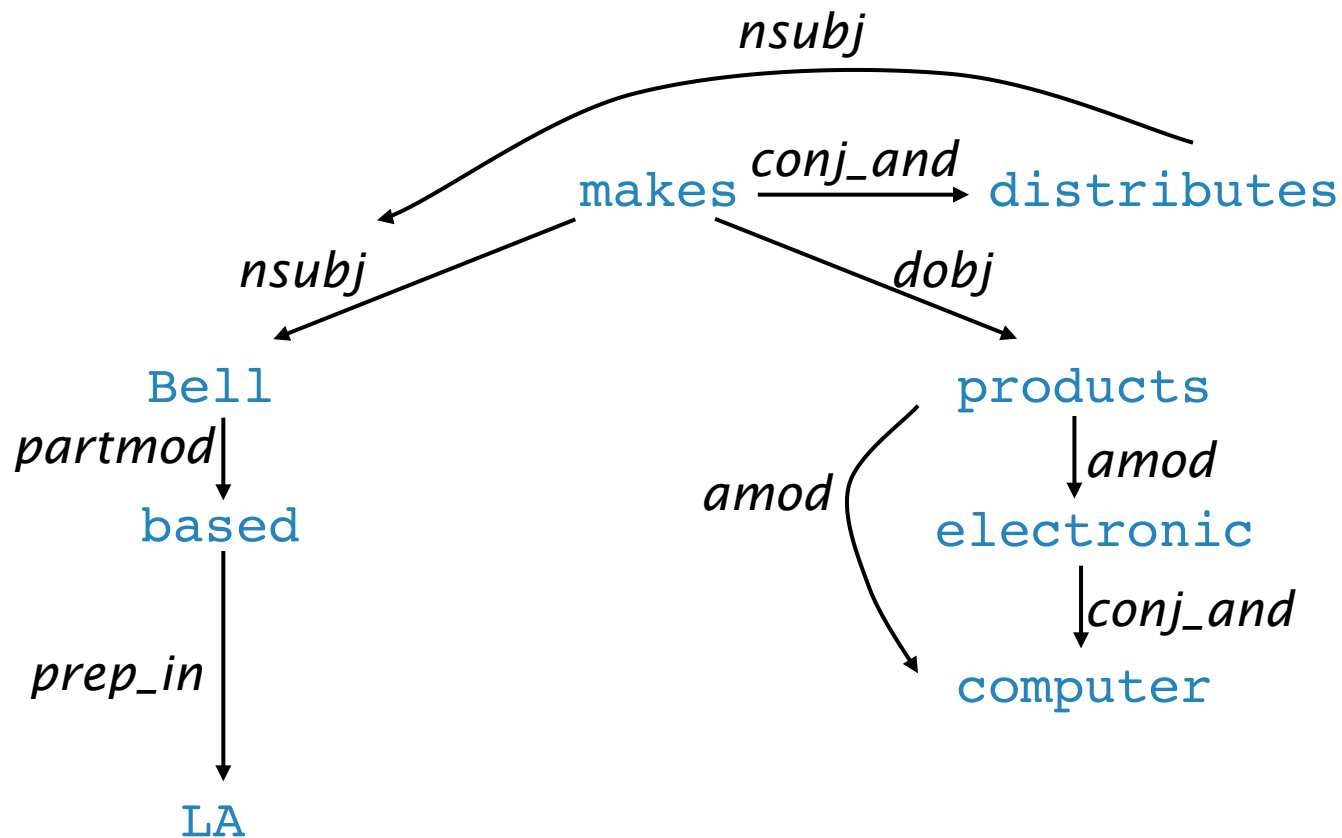 nsubj
conj_and
makes distributes
nsubj dobj
Bell products
partmod amod
amod
based electronic
conj_and
prep_in computer
LA